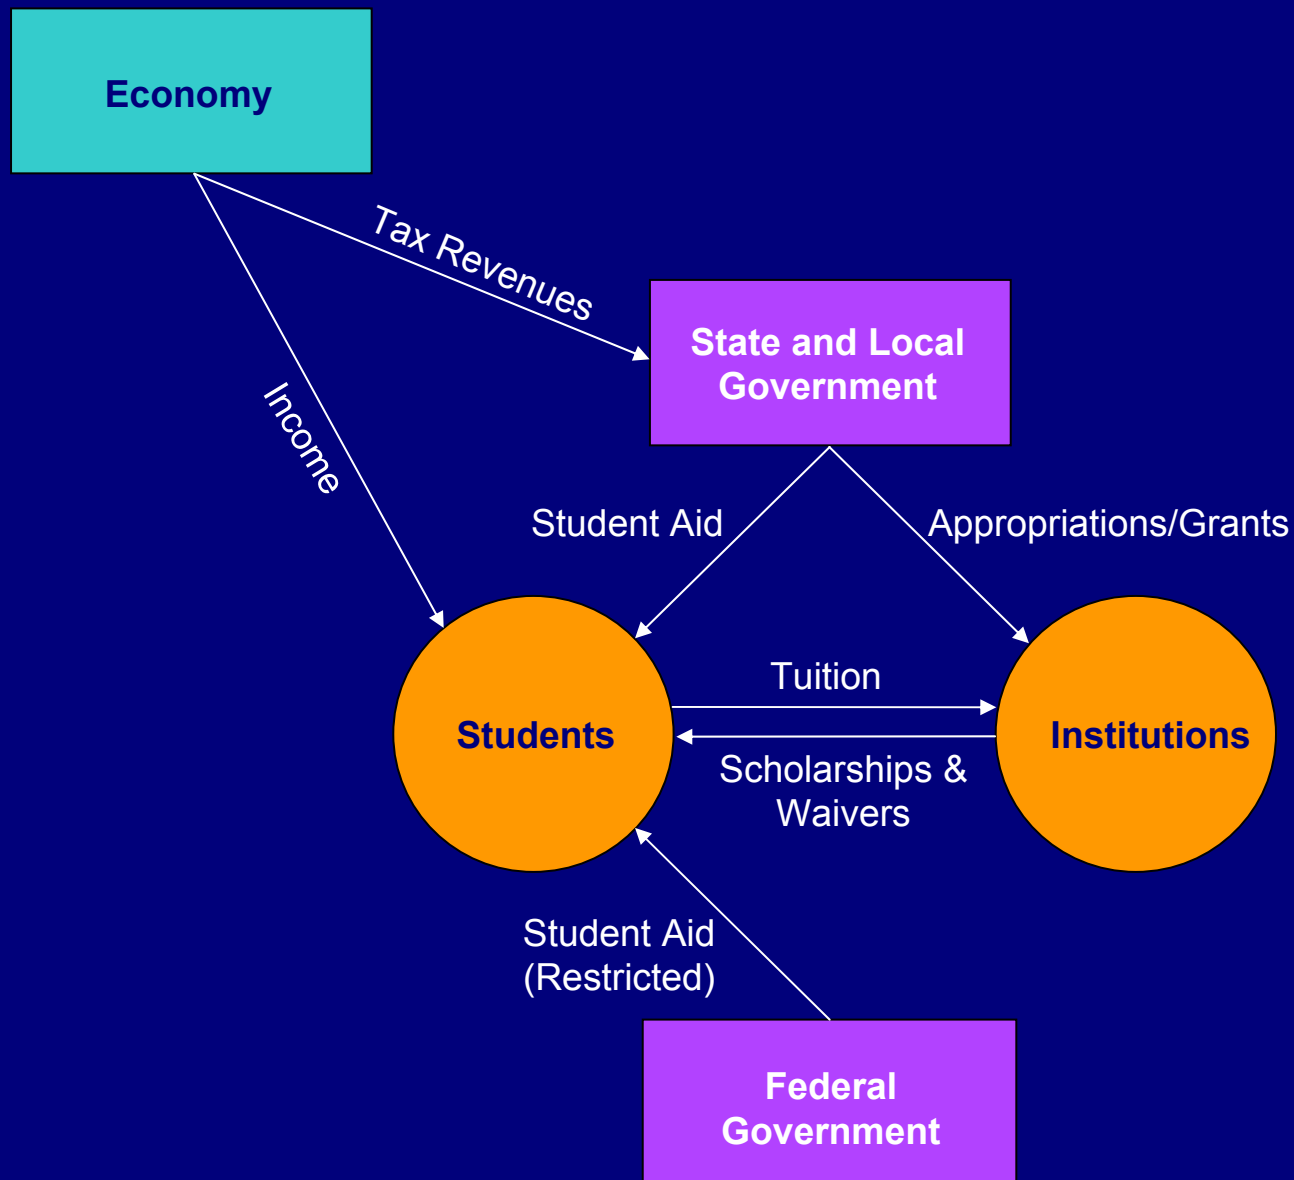 Economy
Tax Revenues
State and Local
Government
Income
Student Aid
Appropriations/Grants
Tuition
Students
Institutions
Scholarships &
Waivers
Student Aid
(Restricted)
Federal
Government